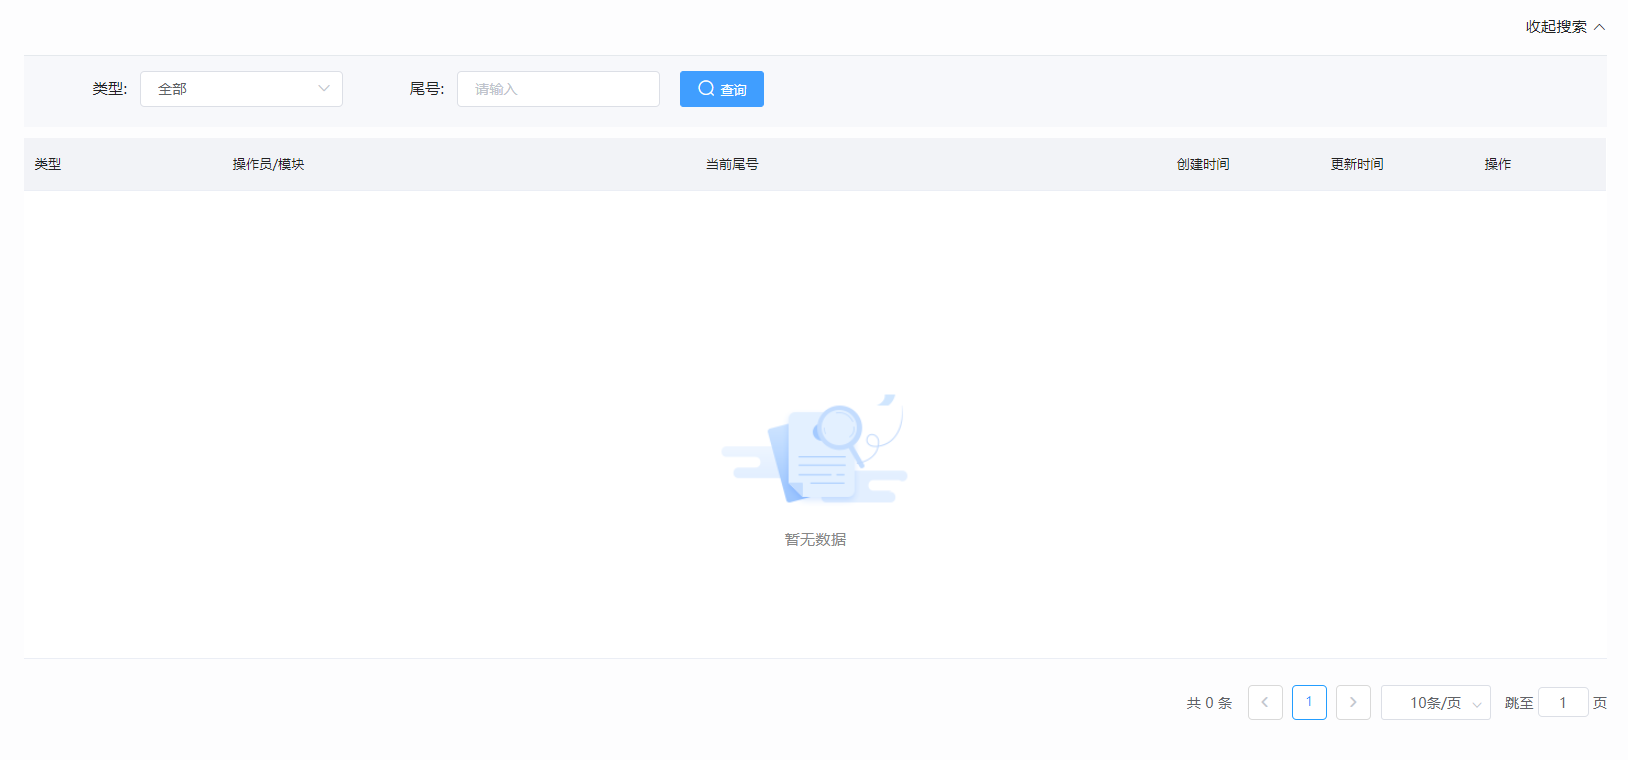 收起搜索
类型: 全部 尾号: 请输入 查询
类型 操作员/模块 当前尾号 创建时间 更新时间 操作
暂无数据
共 0 条 1 10条/页 跳至 1 页